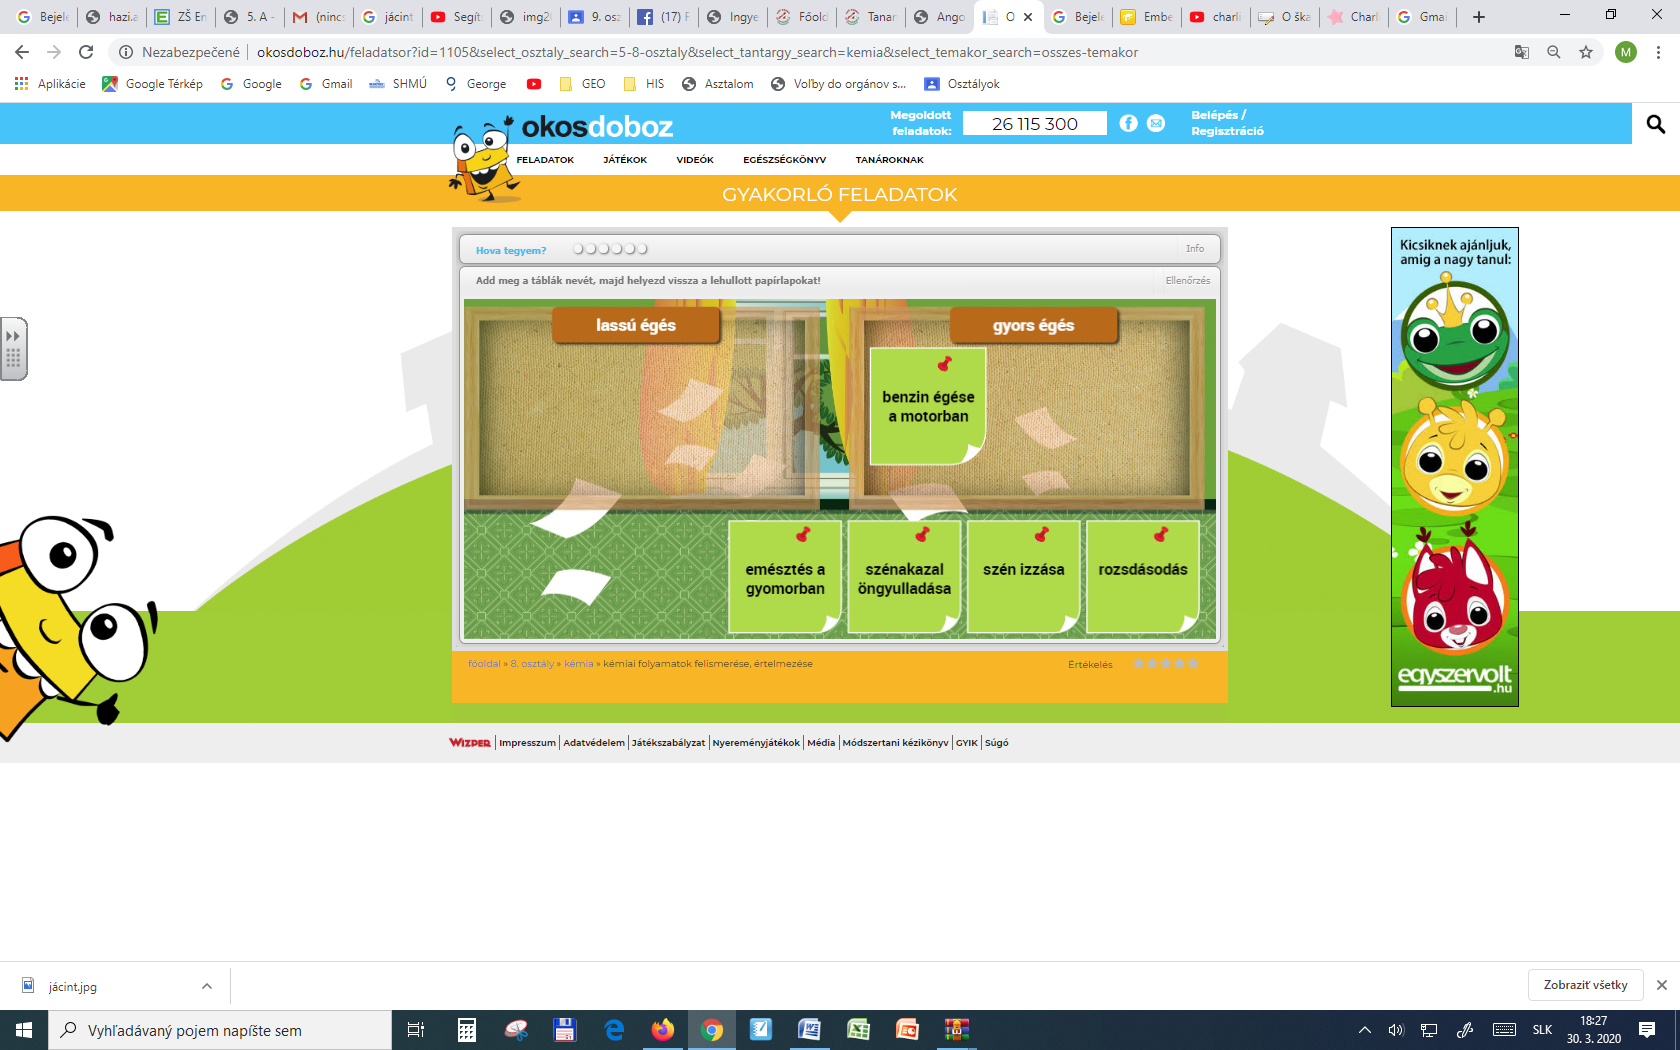 Bejele
hazi.a
ZŠ En
5. A -
(ninc
jácint
Segíts
img20
9. osz
(17) F
Ingye
Főold
Tanar
Ango
O
Bejele
Embe
charli
O ška
Charl
Gmai
Nezabezpečené
okosdoboz.hu/feladatsor?id=1105&select_osztaly_search=5-8-osztaly&select_tantargy_search=kemia&select_temakor_search=osszes-temakor
M
Aplikácie
Google Térkép
Google
Gmail
SHMÚ
George
GEO
HIS
Asztalom
Voľby do orgánov s...
Osztályok
okosdoboz
Megoldott
feladatok:
26 115 300
Belépés /
Regisztráció
FELADATOK JÁTÉKOK VIDEÓK EGÉSZSÉGKÖNYV TANÁROKNAK
GYAKORLÓ FELADATOK
Hova tegyem?
Info
Add meg a táblák nevét, majd helyezd vissza a lehullott papírlapokat!
Ellenőrzés
lassú égés
gyors égés
benzin égése
a motorban
emésztés a
gyomorban
szénakazal
öngyulladása
szén izzása
rozsdásodás
főoldal » 8. osztály » kémia » kémiai folyamatok felismerése, értelmezése
Értékelés
Kicsiknek ajánljuk,
amíg a nagy tanul:
egyszervolt
.hu
WIZPER | Impresszum | Adatvédelem | Játékszabályzat | Nyereményjátékok | Média | Módszertani kézikönyv | GYIK | Súgó
jácint.jpg
Zobraziť všetky
Vyhľadávaný pojem napíšte sem
SLK
18:27
30. 3. 2020